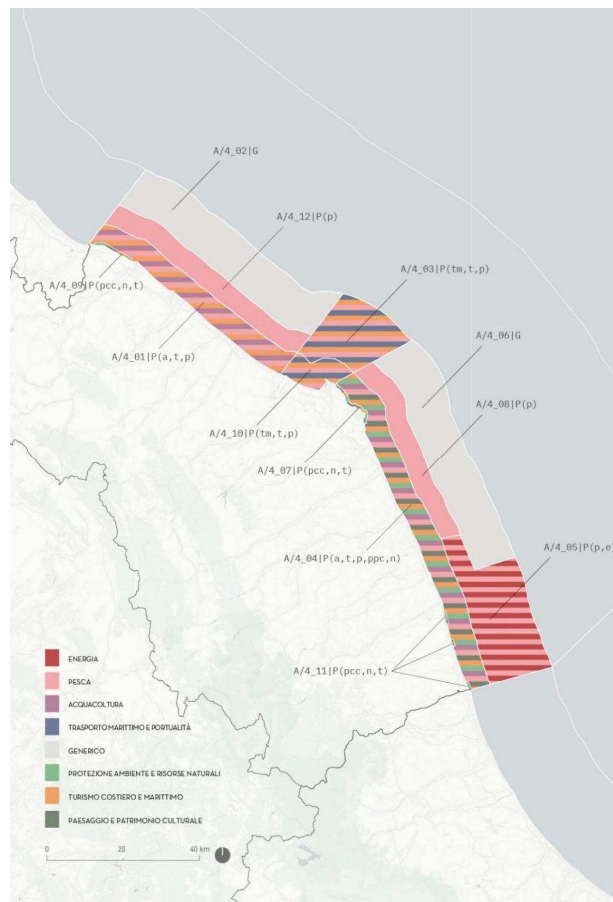 A/4_02|G
A/4_12|P(p)
A/4_03|P(tm,t,p)
A/4_09|P(pcc,n,t)
A/4_06|G
A/4_01|P(a,t,p)
A/4_08|P(p)
A/4_10|P(tm,t,p)
A/4_07|P(pcc,n,t)
A/4_05|P(p,e)
A/4_04|P(a,t,p,ppc,n)
A/4_11|P(pcc,n,t)
ENERGIA
PESCA
ACQUACOLTURA
TRASPORTO MARITTIMO E PORTUALITÀ
GENERICO
PROTEZIONE AMBIENTE E RISORSE NATURALI
TURISMO COSTIERO E MARITTIMO
PAESAGGIO E PATRIMONIO CULTURALE
0 20 40 km